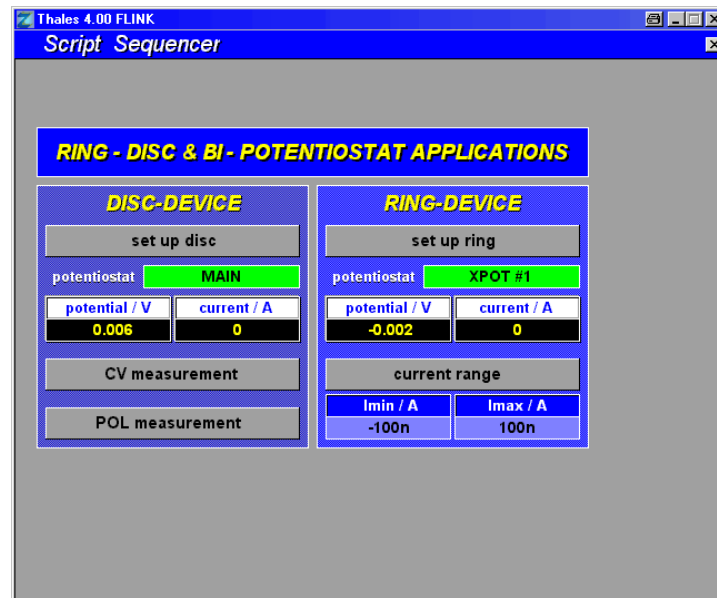 Thales 4.00 FLINK
Script Sequencer
RING - DISC & BI - POTENTIOSTAT APPLICATIONS
DISC-DEVICE
set up disc
potentiostat MAIN
potential / V current / A
0.006 0
CV measurement
POL measurement
RING-DEVICE
set up ring
potentiostat XPOT #1
potential / V current / A
-0.002 0
current range
Imin / A Imax / A
-100n 100n